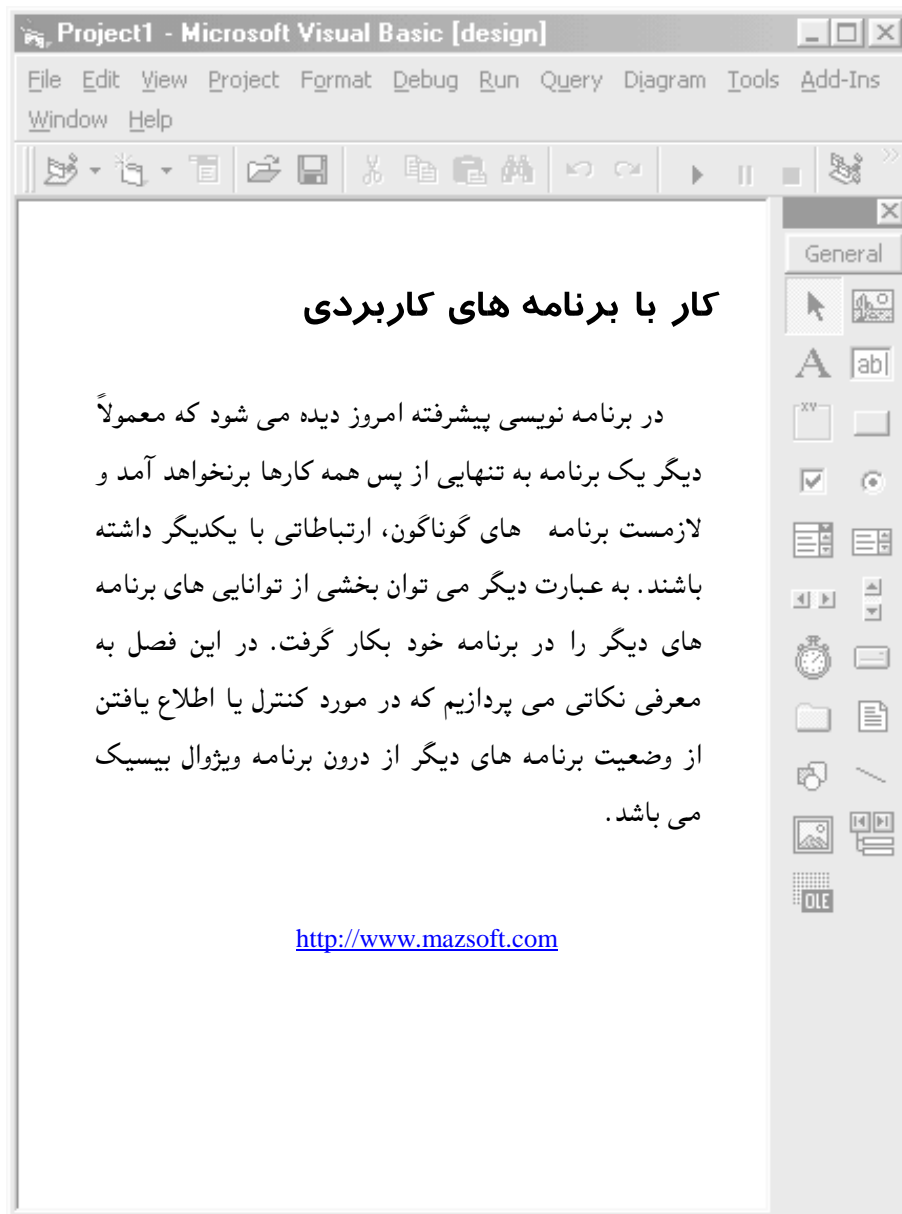 Project1 - Microsoft Visual Basic [design]
File Edit View Project Format Debug Run Query Diagram Tools Add-Ins
Window Help
General
A ab
XY
کار با برنامه های کاربردی
در برنامه نویسی پیشرفته امروز دیده می شود که معمولاً
دیگر یک برنامه به تنهایی از پس همه کارها برنخواهد آمد و
لازمست برنامه های گوناگون، ارتباطاتی با یکدیگر داشته
باشند. به عبارت دیگر می توان بخشی از توانایی های برنامه
های دیگر را در برنامه خود بکار گرفت. در این فصل به
معرفی نکاتی می پردازیم که در مورد کنترل یا اطلاع یافتن
از وضعیت برنامه های دیگر از درون برنامه ویژوال بیسیک
می باشد.
OLE
http://www.mazsoft.com